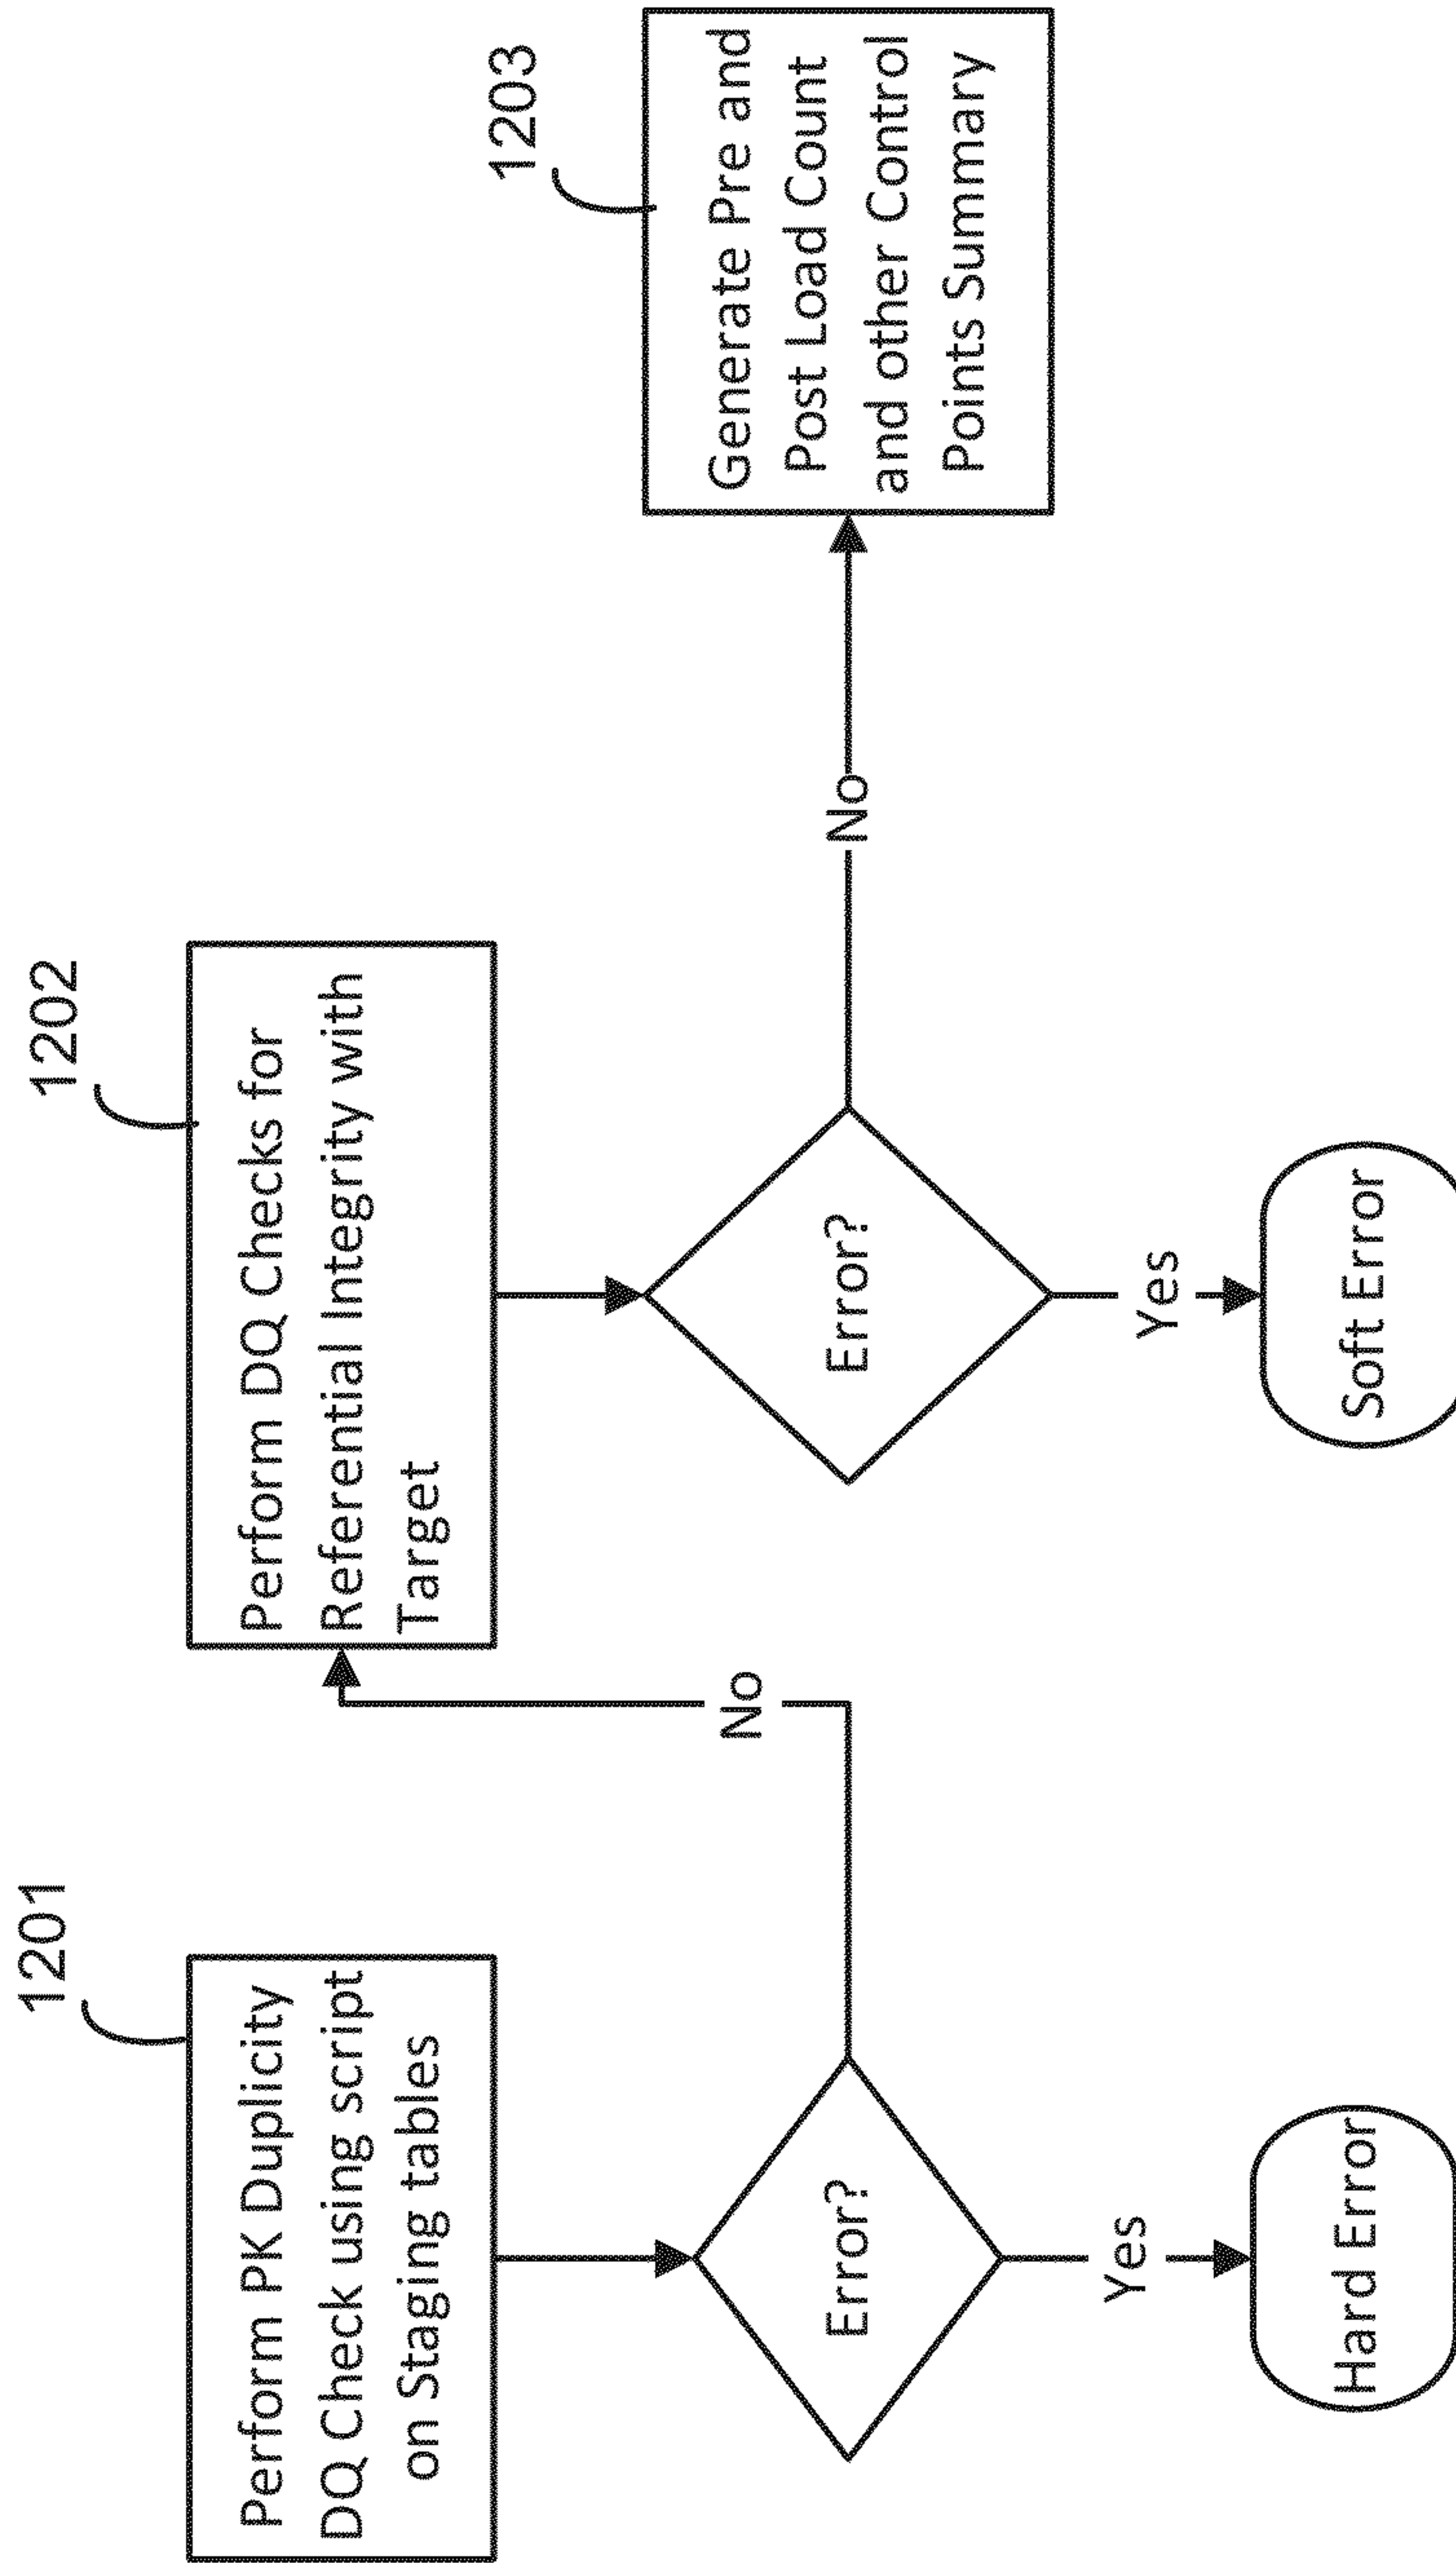 1201
Perform PK Duplicity
DQ Check using script
on Staging tables
Error?
Yes
Hard Error
No
1202
Perform DQ Checks for
Referential Integrity with
Target
Error?
Yes
Soft Error
No
1203
Generate Pre and
Post Load Count
and other Control
Points Summary